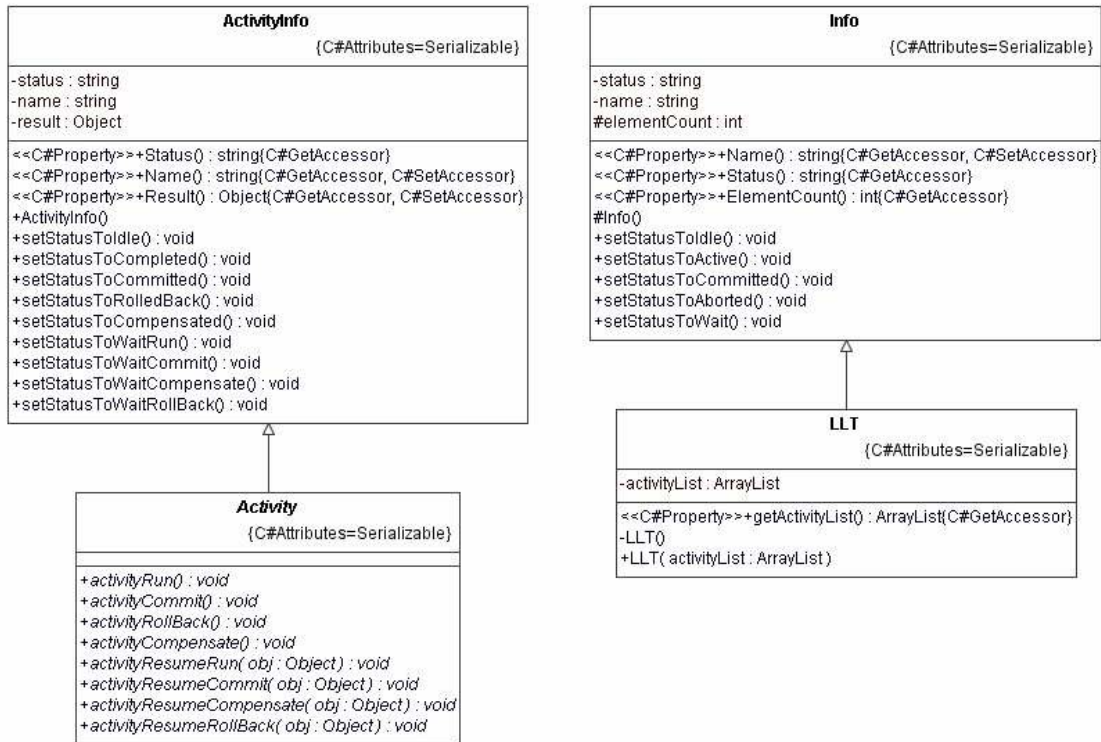 ActivityInfo
{C#Attributes=Serializable}
-status : string
-name : string
-result : Object
<<C#Property>>+Status() : string{C#GetAccessor}
<<C#Property>>+Name() : string{C#GetAccessor, C#SetAccessor}
<<C#Property>>+Result() : Object{C#GetAccessor, C#SetAccessor}
+ActivityInfo()
+setStatusToIdle() : void
+setStatusToCompleted() : void
+setStatusToCommitted() : void
+setStatusToRolledBack() : void
+setStatusToCompensated() : void
+setStatusToWaitRun() : void
+setStatusToWaitCommit() : void
+setStatusToWaitCompensate() : void
+setStatusToWaitRollBack() : void
Activity
{C#Attributes=Serializable}
+activityRun() : void
+activityCommit() : void
+activityRollBack() : void
+activityCompensate() : void
+activityResumeRun( obj : Object ) : void
+activityResumeCommit( obj : Object ) : void
+activityResumeCompensate( obj : Object ) : void
+activityResumeRollBack( obj : Object ) : void
Info
{C#Attributes=Serializable}
-status : string
-name : string
#elementCount : int
<<C#Property>>+Name() : string{C#GetAccessor, C#SetAccessor}
<<C#Property>>+Status() : string{C#GetAccessor}
<<C#Property>>+ElementCount() : int{C#GetAccessor}
#Info()
+setStatusToIdle() : void
+setStatusToActive() : void
+setStatusToCommitted() : void
+setStatusToAborted() : void
+setStatusToWait() : void
LLT
{C#Attributes=Serializable}
-activityList : ArrayList
<<C#Property>>+getActivityList() : ArrayList{C#GetAccessor}
-LLT()
+LLT( activityList : ArrayList )